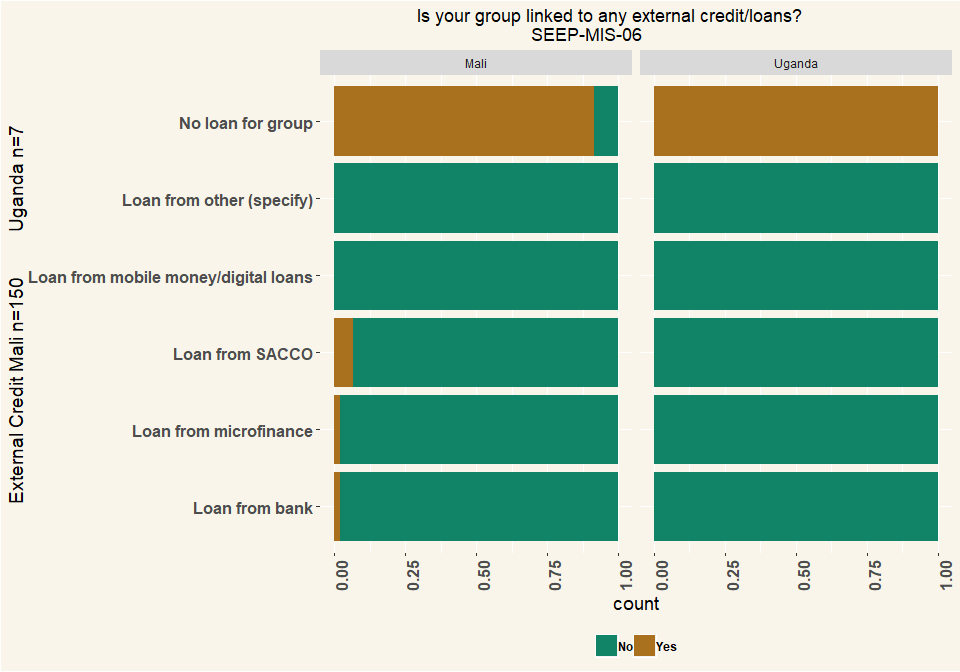 Is your group linked to any external credit/loans?
SEEP-MIS-06
Mali
Uganda
External Credit Mali n=150 Uganda n=7
No loan for group
Loan from other (specify)
Loan from mobile money/digital loans
Loan from SACCO
Loan from microfinance
Loan from bank
0.00 0.25 0.50 0.75 1.00
0.00 0.25 0.50 0.75 1.00
count
No Yes